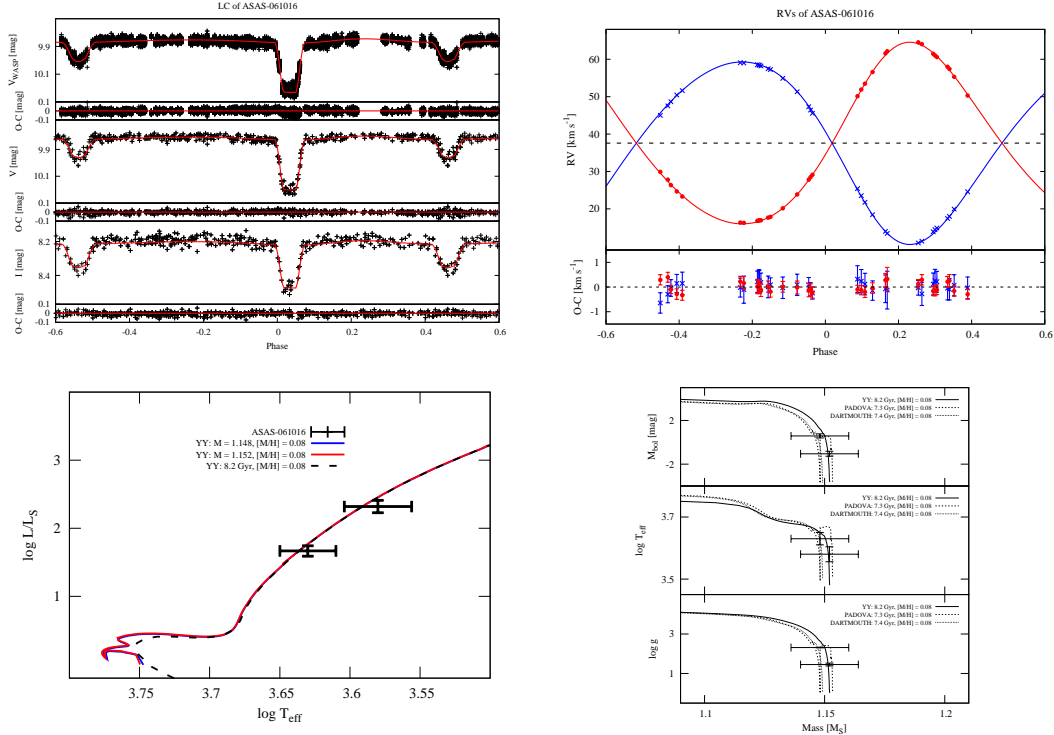 LC of ASAS-061016
V_WASP [mag]
9.9
10.1
O-C [mag]
0.1
0
-0.1
V [mag]
9.9
10.1
O-C [mag]
0.1
0
-0.1
I [mag]
8.2
8.4
O-C [mag]
0.1
0
-0.1
-0.6 -0.4 -0.2 0 0.2 0.4 0.6
Phase
RVs of ASAS-061016
RV [km s⁻¹]
60
50
40
30
20
O-C [km s⁻¹]
1
0
-1
-0.6 -0.4 -0.2 0 0.2 0.4 0.6
Phase
ASAS-061016
YY: M = 1.148, [M/H] = 0.08
YY: M = 1.152, [M/H] = 0.08
YY: 8.2 Gyr, [M/H] = 0.08
log L/L_S
3
2
1
3.75 3.7 3.65 3.6 3.55
log T_eff
YY: 8.2 Gyr, [M/H] = 0.08
PADOVA: 7.3 Gyr, [M/H] = 0.08
DARTMOUTH: 7.4 Gyr, [M/H] = 0.08
M_bol [mag]
2
-2
YY: 8.2 Gyr, [M/H] = 0.08
PADOVA: 7.3 Gyr, [M/H] = 0.08
DARTMOUTH: 7.4 Gyr, [M/H] = 0.08
log T_eff
3.7
3.5
YY: 8.2 Gyr, [M/H] = 0.08
PADOVA: 7.3 Gyr, [M/H] = 0.08
DARTMOUTH: 7.4 Gyr, [M/H] = 0.08
log g
3
1
1.1 1.15 1.2
Mass [M_S]